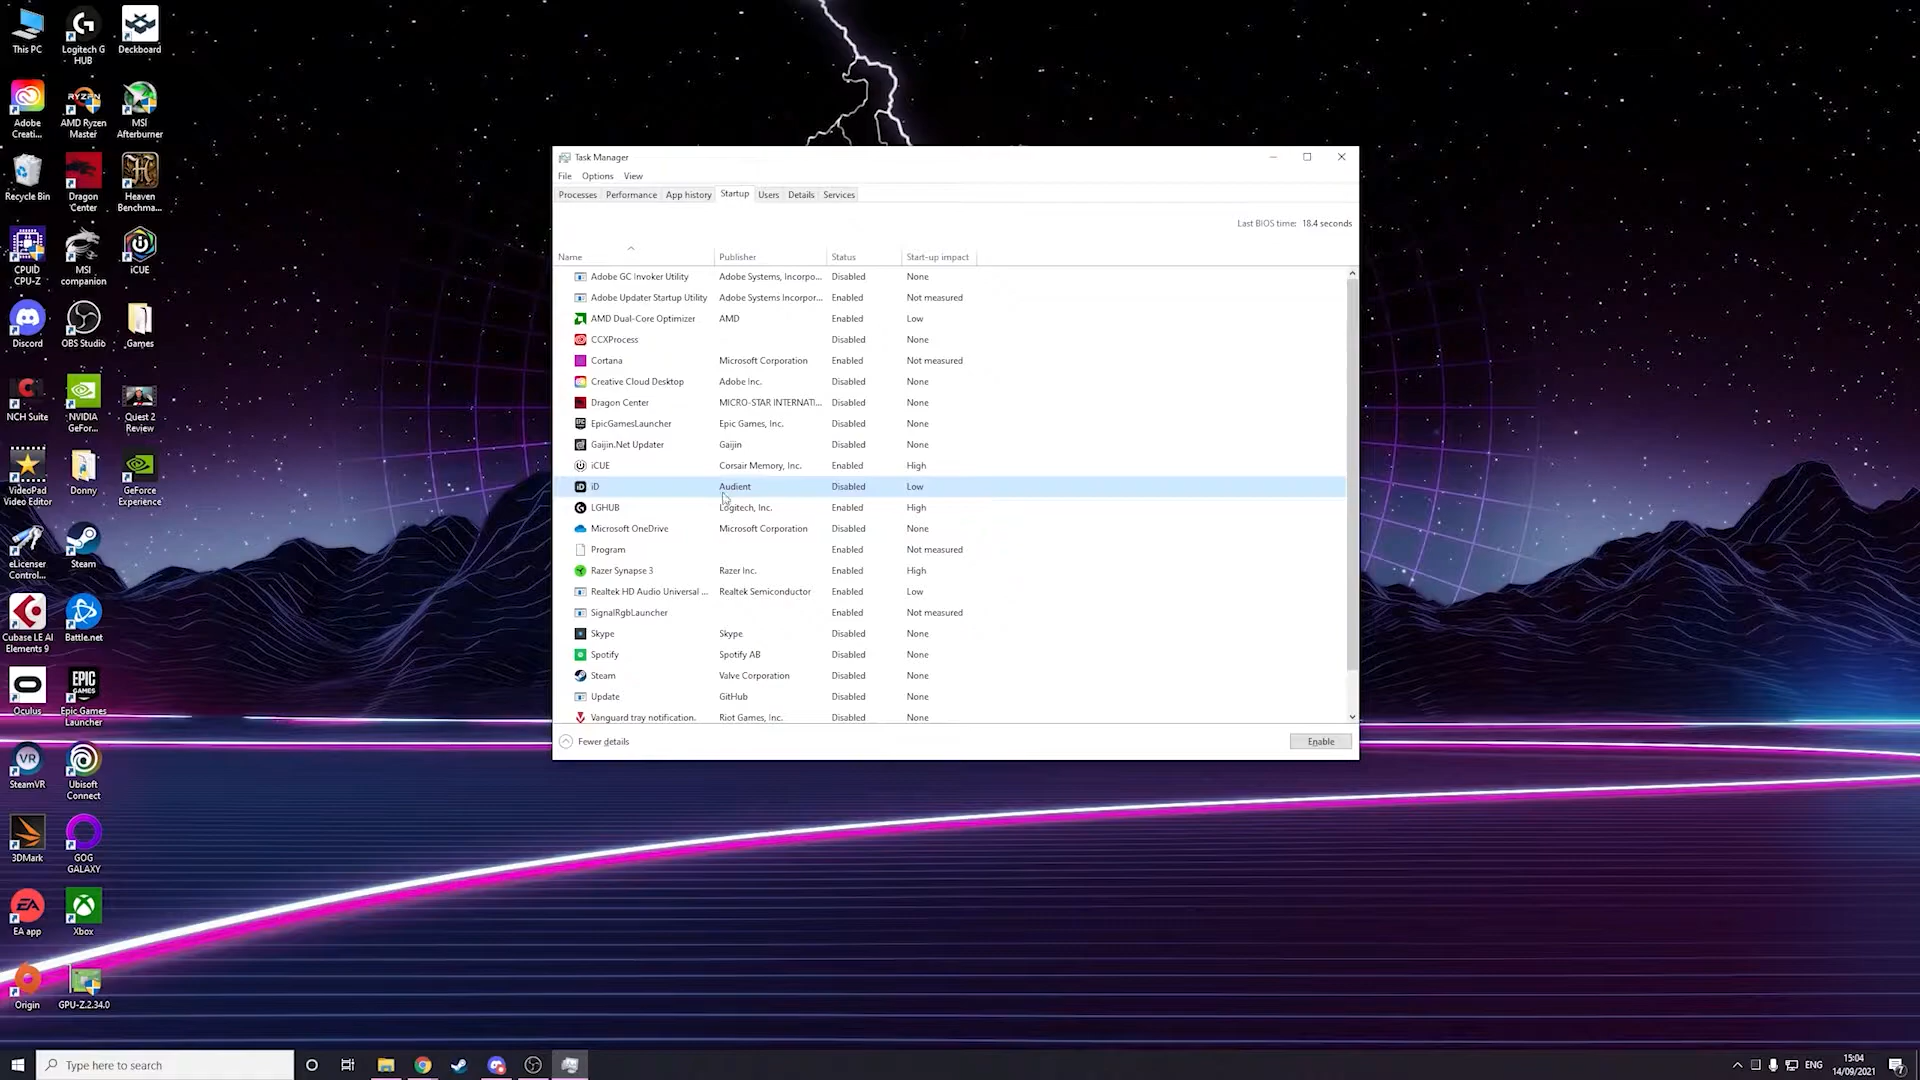 This PC
Logitech G
HUB
Deckboard
Adobe
Creati...
AMD Ryzen
Master
MSI
Afterburner
Recycle Bin
Dragon
Center
Heaven
Benchma...
CPUID
CPU-Z
MSI
companion
iCUE
Discord
OBS Studio
Games
NCH Suite
NVIDIA
GeFor...
Quest 2
Review
VideoPad
Video Editor
Donny
GeForce
Experience
eLicenser
Control...
Steam
Cubase LE AI
Elements 9
Battle.net
Oculus
Epic Games
Launcher
SteamVR
Ubisoft
Connect
3DMark
GOG
GALAXY
EA app
Xbox
Origin
GPU-Z.2.34.0
Task Manager
File Options View
Processes Performance App history Startup Users Details Services
Last BIOS time: 18.4 seconds
Name Publisher Status Start-up impact
Adobe GC Invoker Utility Adobe Systems, Incorpo... Disabled None
Adobe Updater Startup Utility Adobe Systems Incorpor... Enabled Not measured
AMD Dual-Core Optimizer AMD Enabled Low
CCXProcess Disabled None
Cortana Microsoft Corporation Enabled Not measured
Creative Cloud Desktop Adobe Inc. Disabled None
Dragon Center MICRO-STAR INTERNATI... Disabled None
EpicGamesLauncher Epic Games, Inc. Disabled None
Gaijin.Net Updater Gaijin Disabled None
iCUE Corsair Memory, Inc. Enabled High
iD Audient Disabled Low
LGHUB Logitech, Inc. Enabled High
Microsoft OneDrive Microsoft Corporation Disabled None
Program Enabled Not measured
Razer Synapse 3 Razer Inc. Enabled High
Realtek HD Audio Universal ... Realtek Semiconductor Enabled Low
SignalRgbLauncher Enabled Not measured
Skype Skype Disabled None
Spotify Spotify AB Disabled None
Steam Valve Corporation Disabled None
Update GitHub Disabled None
Vanguard tray notification. Riot Games, Inc. Disabled None
Fewer details
Enable
Type here to search
ENG
15:04
14/09/2021